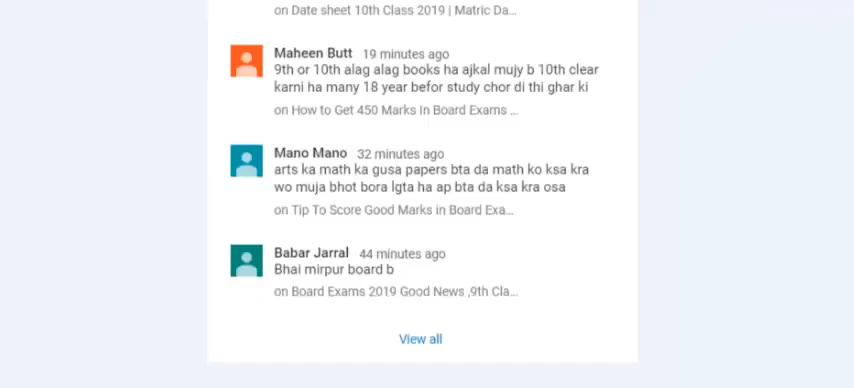 on Date sheet 10th Class 2019 | Matric Da...
Maheen Butt 19 minutes ago
9th or 10th alag alag books ha ajkal mujy b 10th clear
karni ha many 18 year befor study chor di thi ghar ki
on How to Get 450 Marks In Board Exams ...
Mano Mano 32 minutes ago
arts ka math ka gusa papers bta da math ko ksa kra
wo muja bhot bora lgta ha ap bta da ksa kra osa
on Tip To Score Good Marks in Board Exa...
Babar Jarral 44 minutes ago
Bhai mirpur board b
on Board Exams 2019 Good News ,9th Cla...
View all